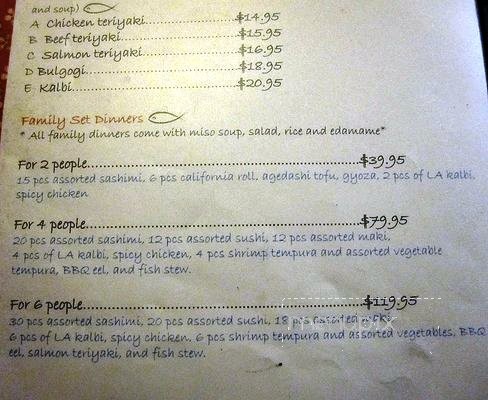 and soup)
A Chicken teriyaki...............................$14.95
B Beef teriyaki...............................$15.95
C Salmon teriyaki...........................$16.95
D Bulgogi.......................................$18.95
E Kalbi...........................................$20.95
Family Set Dinners
* All family dinners come with miso soup, salad, rice and edamame*
For 2 people.......................................................................$39.95
15 pcs assorted sashimi, 6 pcs california roll, agedashi tofu, gyoza, 2 pcs of LA kalbi,
spicy chicken
For 4 people.......................................................................$79.95
20 pcs assorted sashimi, 12 pcs assorted sushi, 12 pcs assorted maki,
4 pcs of LA kalbi, spicy chicken, 4 pcs shrimp tempura and assorted vegetable
tempura, BBQ eel, and fish stew.
For 6 people.......................................................................$119.95
30 pcs assorted sashimi, 20 pcs assorted sushi, 18 pcs assorted maki
6 pcs of LA kalbi, spicy chicken, 6 pcs shrimp tempura and assorted vegetables, BBQ
eel, salmon teriyaki, and fish stew.